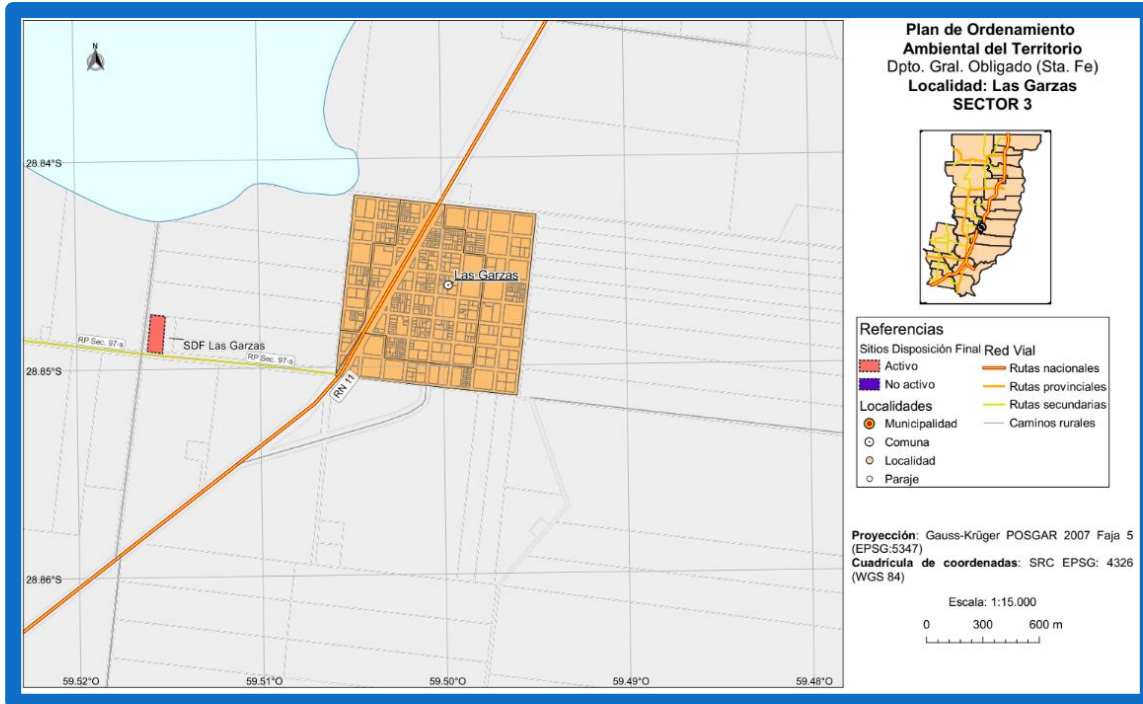 Plan de Ordenamiento
Ambiental del Territorio
Dpto. Gral. Obligado (Sta. Fe)
Localidad: Las Garzas
SECTOR 3
N
28.84°S
28.85°S
28.86°S
59.52°O
59.51°O
59.50°O
59.49°O
59.48°O
Las Garzas
SDF Las Garzas
RP Sec. 97-s
RP Sec. 97-s
RN 11
Referencias
Sitios Disposición Final
Activo
No activo
Localidades
Municipalidad
Comuna
Localidad
Paraje
Red Vial
Rutas nacionales
Rutas provinciales
Rutas secundarias
Caminos rurales
Proyección: Gauss-Krüger POSGAR 2007 Faja 5
(EPSG:5347)
Cuadrícula de coordenadas: SRC EPSG: 4326
(WGS 84)
Escala: 1:15.000
0 300 600 m